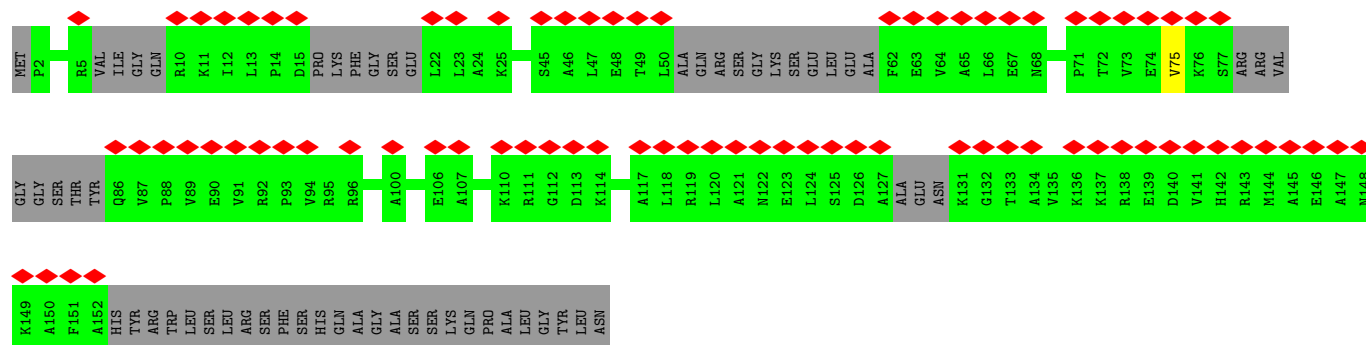 MET P2 R5 VAL ILE GLY GLN R10 K11 I12 L13 P14 D15 PRO LYS PHE GLY SER GLU L22 L23 A24 K25 S45 A46 L47 E48 T49 L50 ALA GLN ARG SER GLY LYS SER GLU LEU GLU ALA F62 E63 V64 A65 L66 E67 N68 P71 T72 V73 E74 V75 K76 S77 ARG ARG VAL
GLY GLY SER THR TYR Q86 V87 P88 V89 E90 V91 R92 P93 V94 R95 R96 A100 E106 A107 K110 R111 G112 D113 K114 A117 L118 R119 L120 A121 N122 E123 L124 S125 D126 A127 ALA GLU ASN K131 G132 T133 A134 V135 K136 K137 R138 E139 D140 V141 H142 R143 M144 A145 E146 A147 N148
K149 A150 F151 A152 HIS TYR ARG TRP LEU SER LEU ARG SER PHE SER HIS GLN ALA GLY ALA SER SER LYS GLN PRO ALA LEU GLY TYR LEU ASN